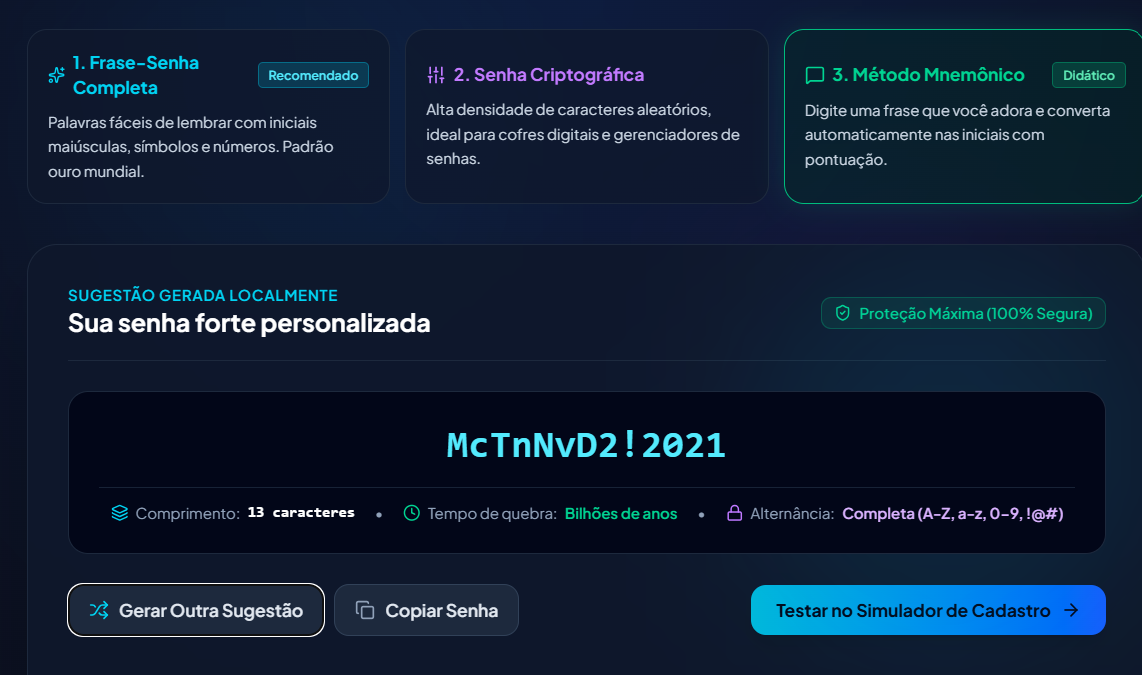 1. Frase-Senha
Completa
Recomendado
Palavras fáceis de lembrar com iniciais
maiúsculas, símbolos e números. Padrão
ouro mundial.
2. Senha Criptográfica
Alta densidade de caracteres aleatórios,
ideal para cofres digitais e gerenciadores de
senhas.
3. Método Mnemônico
Didático
Digite uma frase que você adora e converta
automaticamente nas iniciais com
pontuação.
SUGESTÃO GERADA LOCALMENTE
Sua senha forte personalizada
Proteção Máxima (100% Segura)
McTnNvD2!2021
Comprimento: 13 caracteres • Tempo de quebra: Bilhões de anos • Alternância: Completa (A-Z, a-z, 0-9, !@#)
Gerar Outra Sugestão
Copiar Senha
Testar no Simulador de Cadastro →